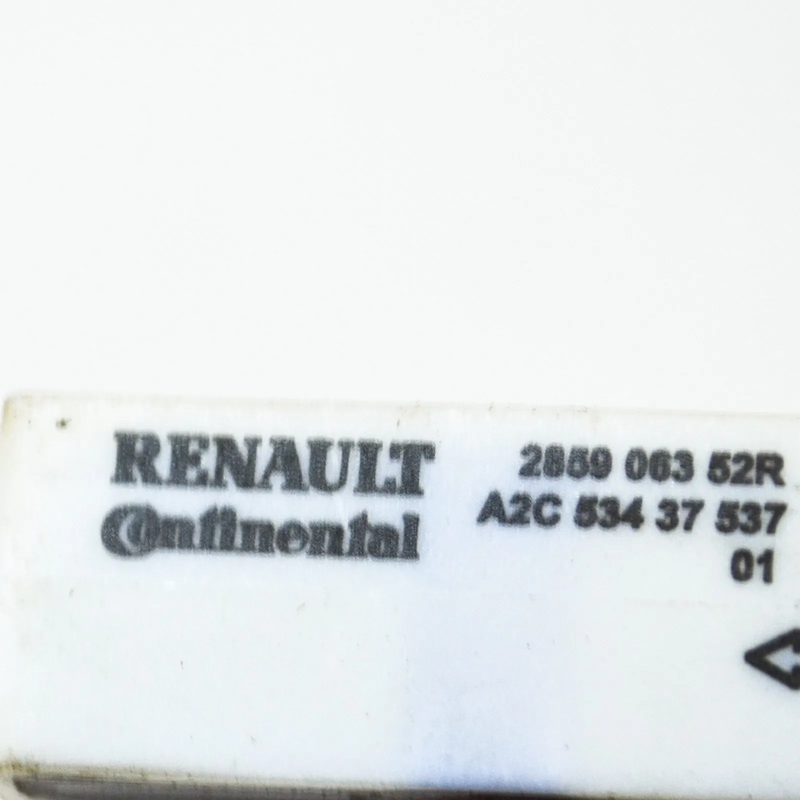 RENAULT
Continental
2859 063 52R
A2C 534 37 537
01